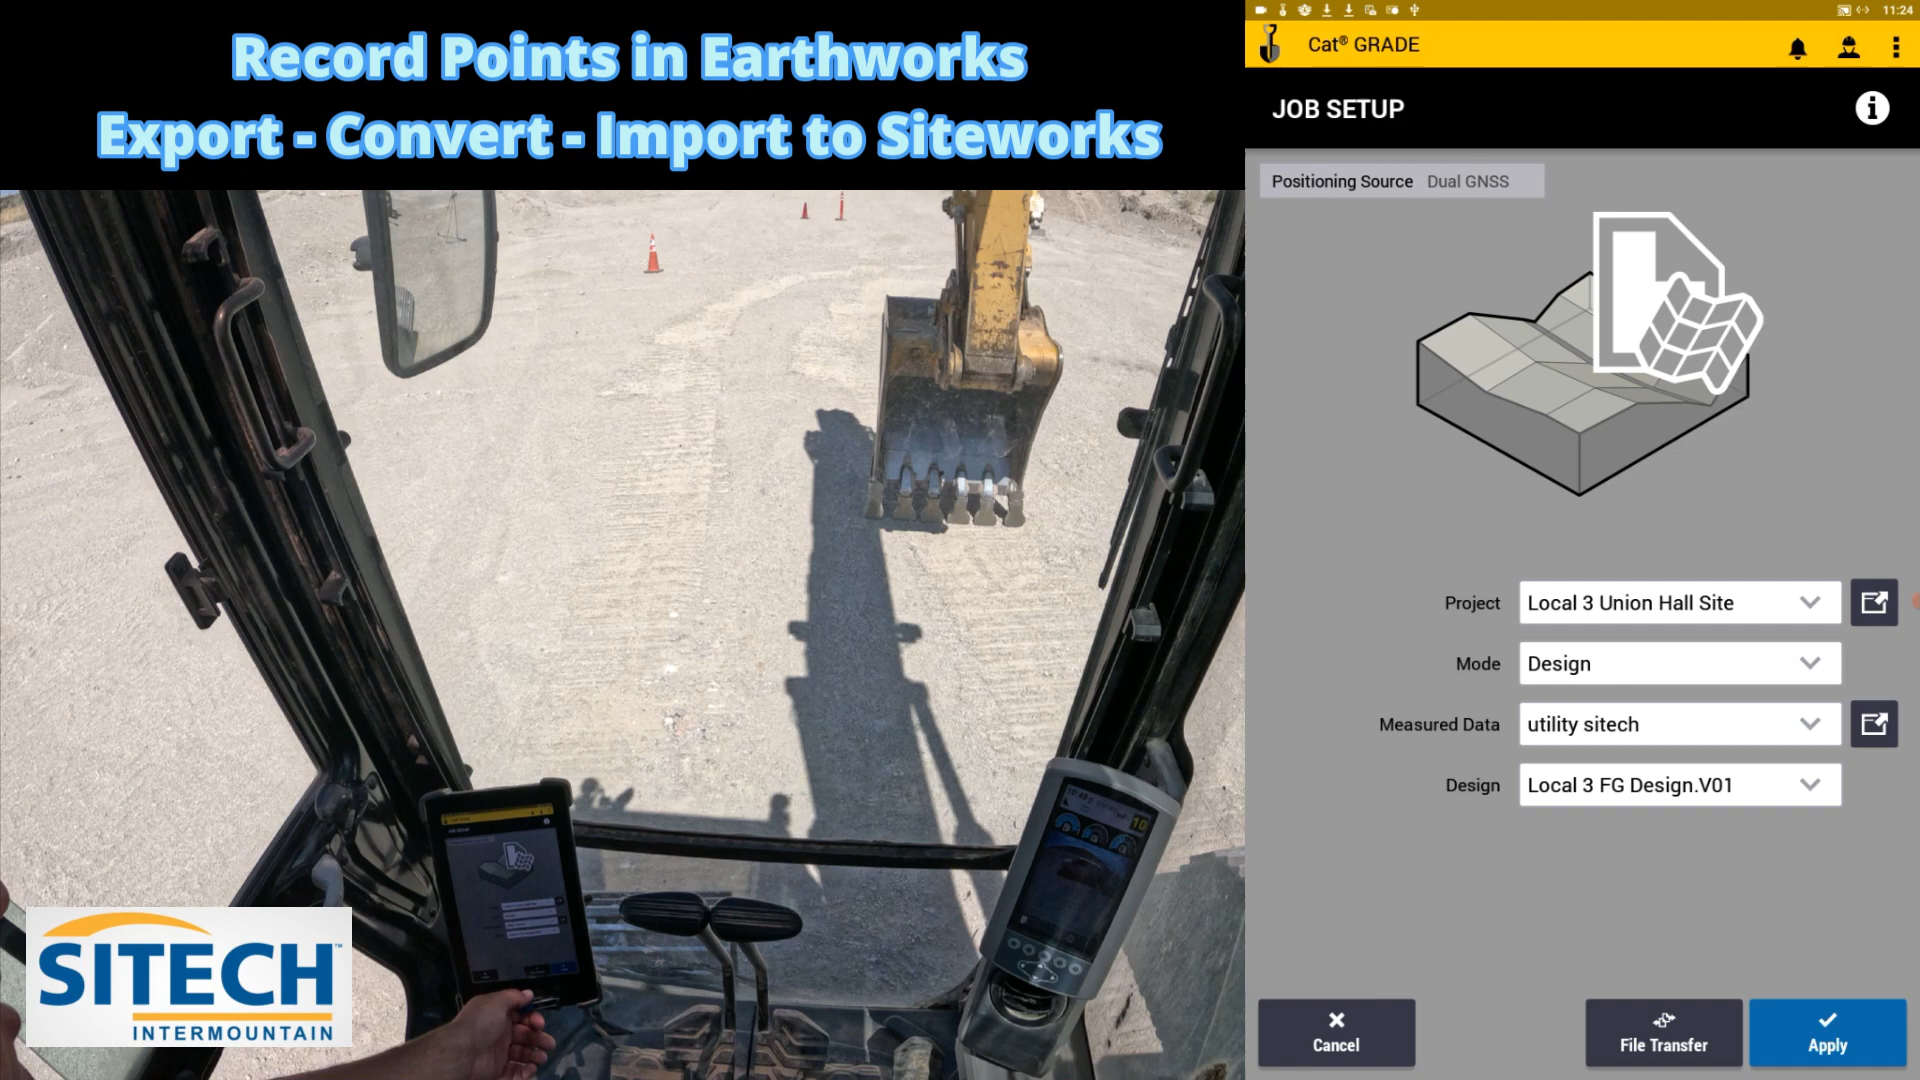 Record Points in Earthworks
Export - Convert - Import to Siteworks
SITECH™
INTERMOUNTAIN
11:24
Cat® GRADE
JOB SETUP
Positioning Source Dual GNSS
Project Local 3 Union Hall Site
Mode Design
Measured Data utility sitech
Design Local 3 FG Design.V01
Cancel
File Transfer
Apply
10